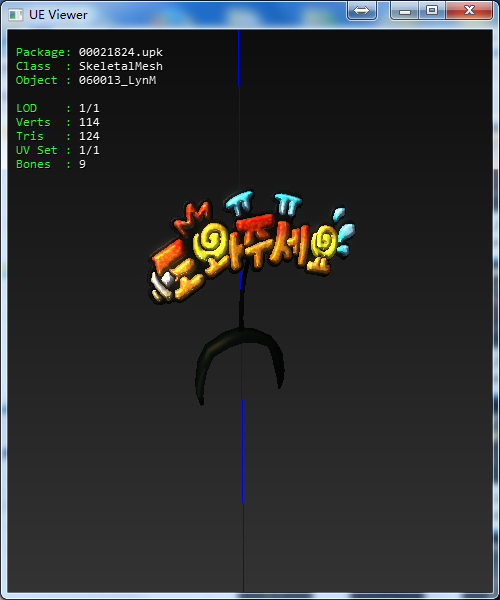 UE Viewer
Package: 00021824.upk
Class : SkeletalMesh
Object : 060013_LynM
LOD : 1/1
Verts : 114
Tris : 124
UV Set : 1/1
Bones : 9
ㅠ ㅠ
도와주세요